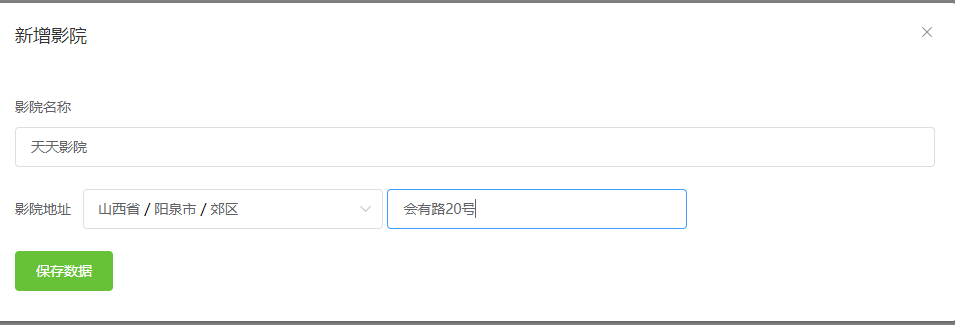 新增影院
影院名称
天天影院
影院地址 山西省 / 阳泉市 / 郊区 会有路20号
保存数据